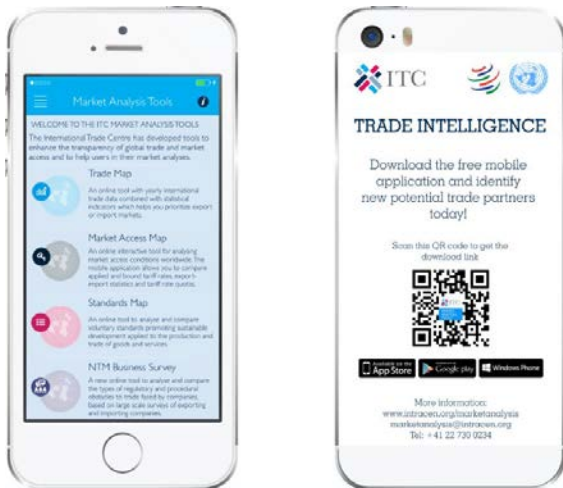 Market Analysis Tools
WELCOME TO THE ITC MARKET ANALYSIS TOOLS
The International Trade Centre has developed tools to
enhance the transparency of global trade and market
access and to help users in their market analyses.
Trade Map
An online tool with yearly international
trade data combined with statistical
indicators which helps you prioritize export
or import markets.
Market Access Map
An online interactive tool for analysing
market access conditions worldwide. The
mobile application allows you to compare
applied and bound tariff rates, export-
import statistics and tariff rate quotas.
Standards Map
An online tool to analyse and compare
voluntary standards promoting sustainable
development applied to the production and
trade of goods and services.
NTM Business Survey
A new online tool to analyse and compare
the types of regulatory and procedural
obstacles to trade faced by companies,
based on large scale surveys of exporting
and importing companies.
ITC
TRADE INTELLIGENCE
Download the free mobile
application and identify
new potential trade partners
today!
Scan this QR code to get the
download link
Available on the
App Store
Google play
Windows Phone
More information:
www.intracen.org/marketanalysis
marketanalysis@intracen.org
Tel: +41 22 730 0234